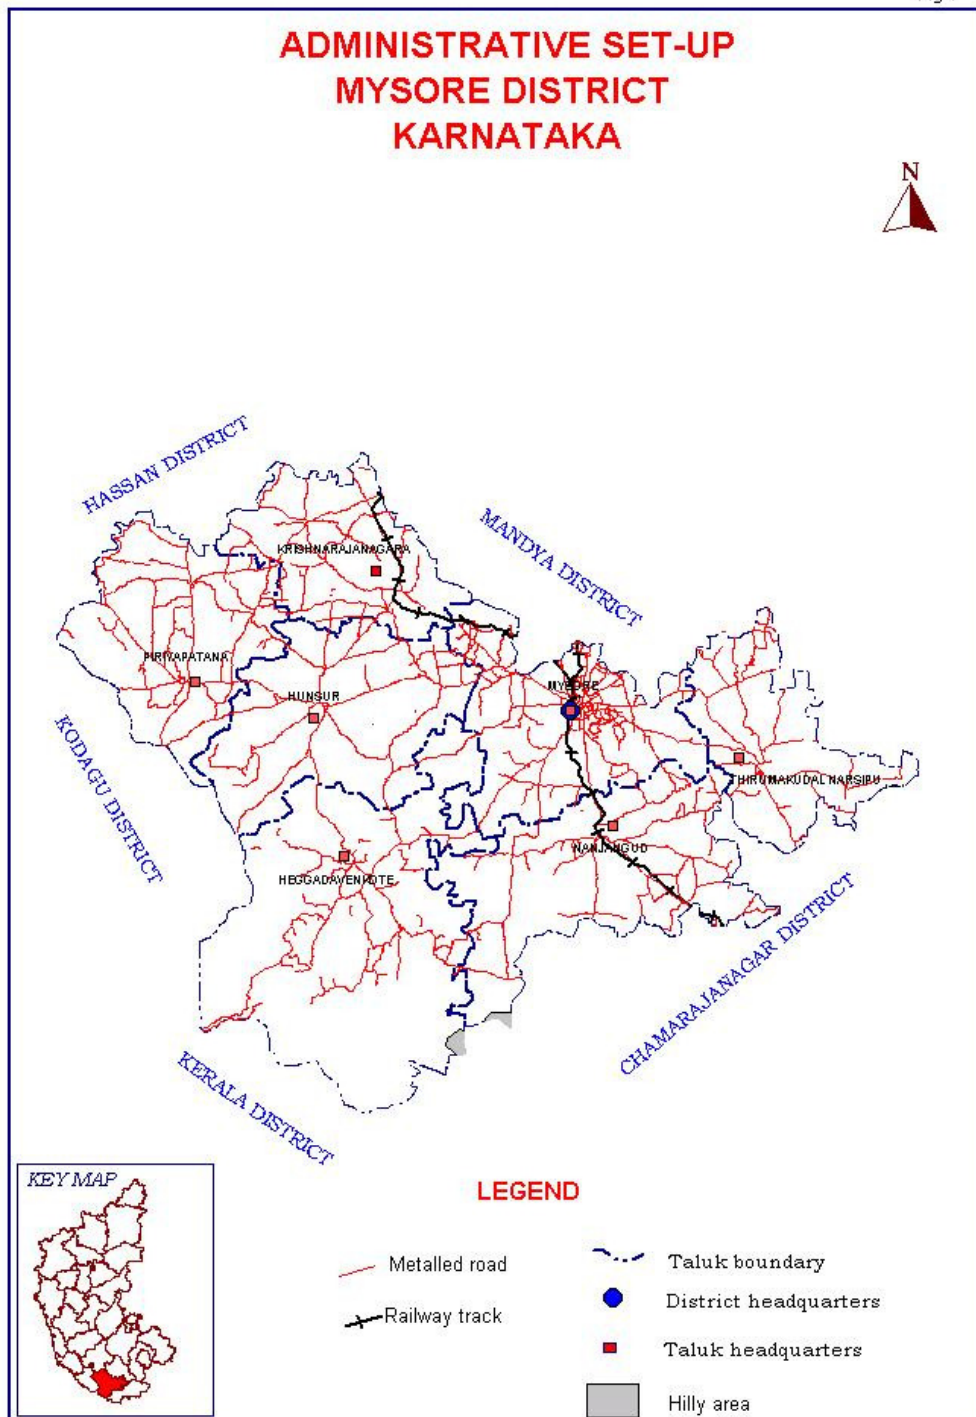 ADMINISTRATIVE SET-UP
MYSORE DISTRICT
KARNATAKA
N
HASSAN DISTRICT
MANDYA DISTRICT
KRISHNARAJANAGARA
PIRIYAPATANA
HUNSUR
MYSORE
KODAGU DISTRICT
THIRUMAKUDAL NARSIPU
NANJANGUD
HEGGADAVENKOTE
CHAMARAJANAGAR DISTRICT
KERALA DISTRICT
KEY MAP
LEGEND
Metalled road
Railway track
Taluk boundary
District headquarters
Taluk headquarters
Hilly area